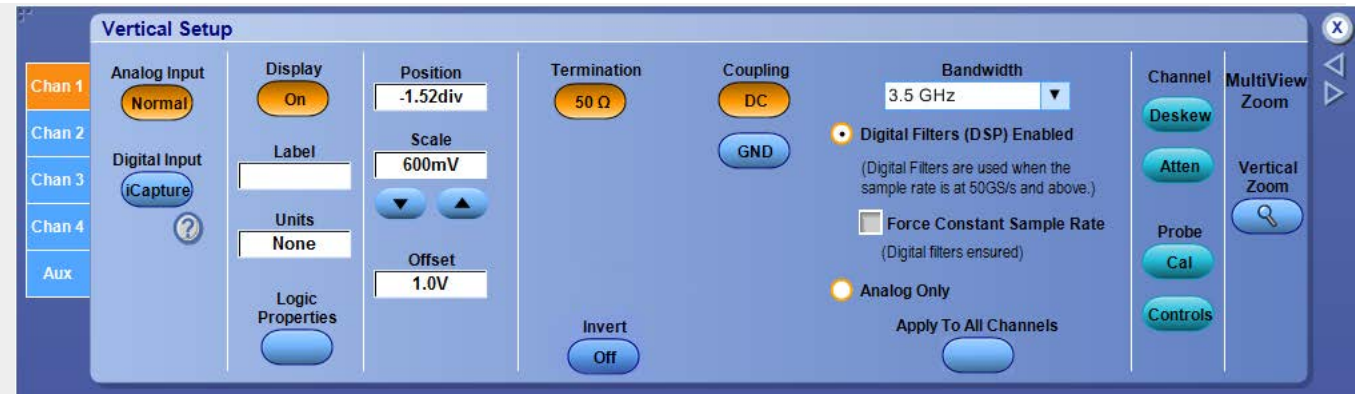 Vertical Setup
X
Chan 1
Chan 2
Chan 3
Chan 4
Aux
Analog Input
Normal
Digital Input
iCapture
?
Display
On
Label
Units
None
Logic
Properties
Position
-1.52div
Scale
600mV
Offset
1.0V
Termination
50 Ω
Invert
Off
Coupling
DC
GND
Bandwidth
3.5 GHz
Digital Filters (DSP) Enabled
(Digital Filters are used when the
sample rate is at 50GS/s and above.)
Force Constant Sample Rate
(Digital filters ensured)
Analog Only
Apply To All Channels
Channel
Deskew
Atten
Probe
Cal
Controls
MultiView
Zoom
Vertical
Zoom